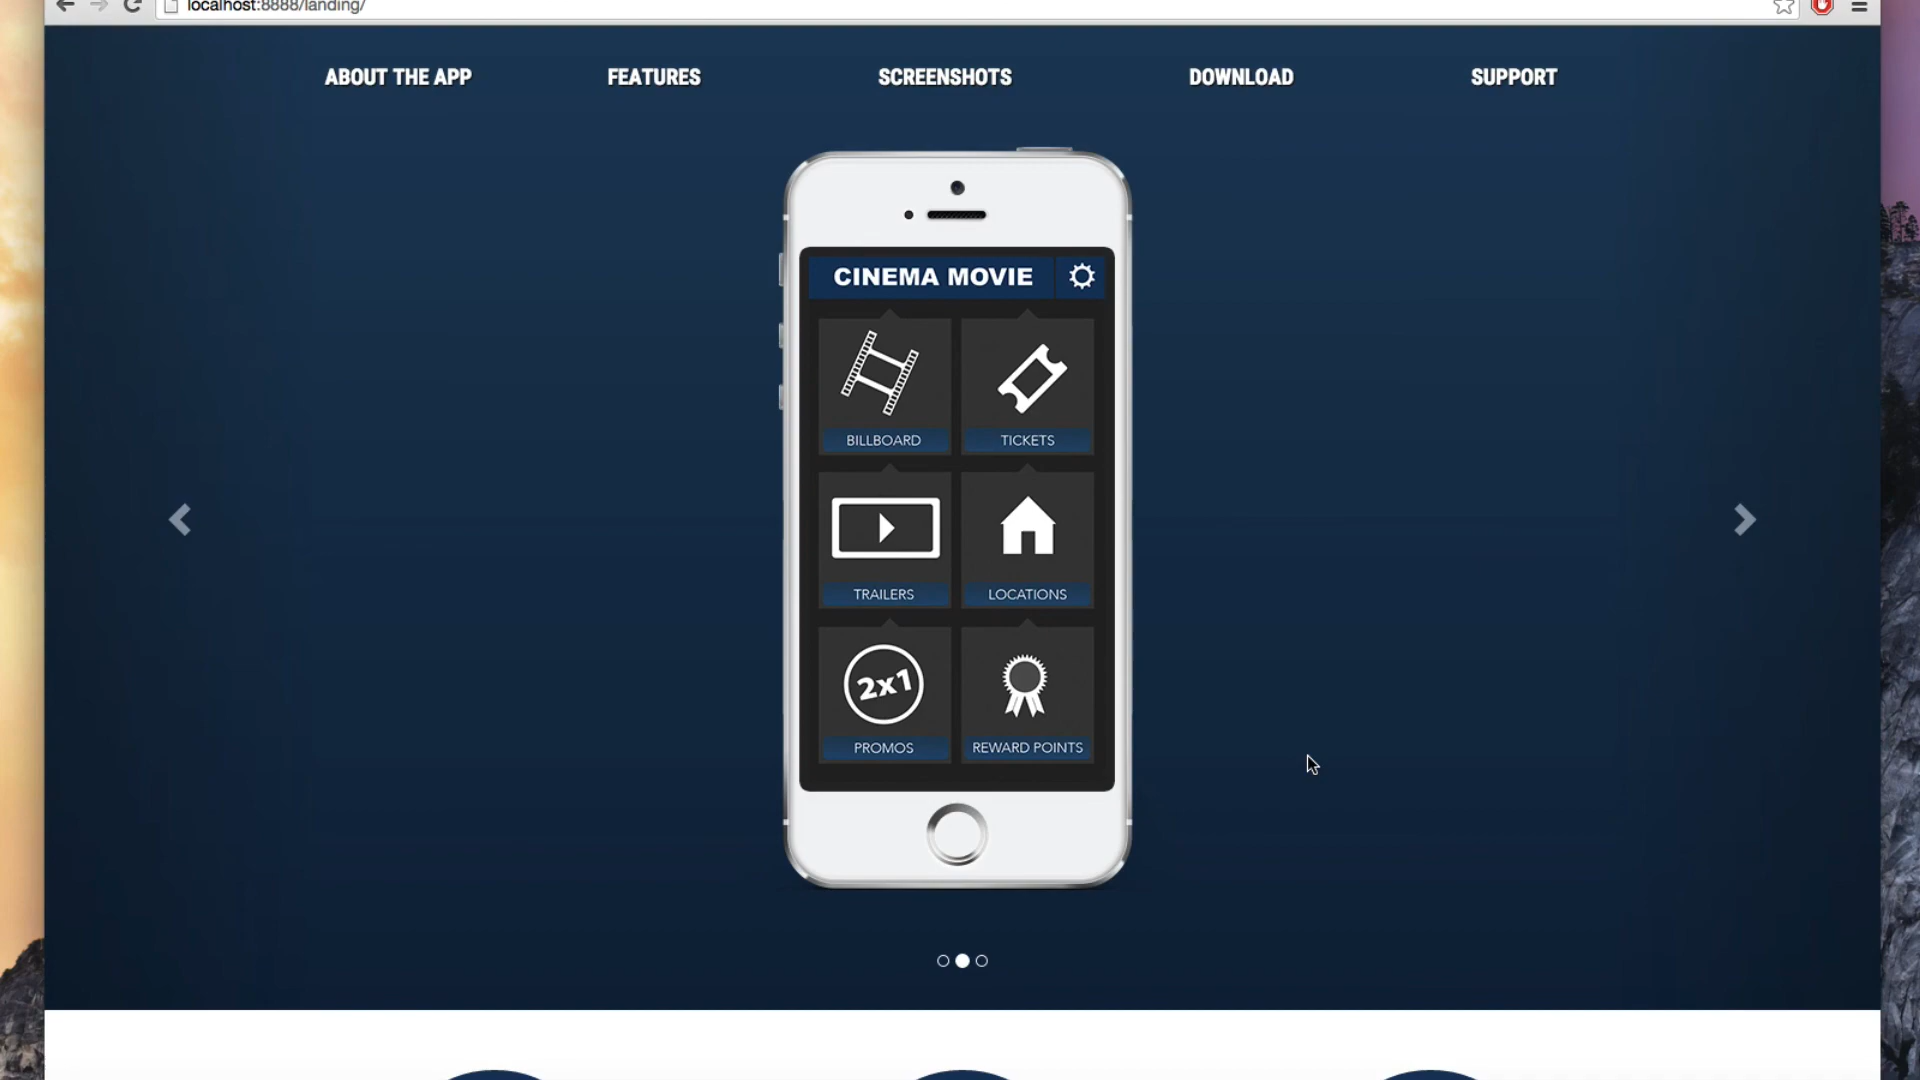 localhost:8888/landing/
ABOUT THE APP FEATURES SCREENSHOTS DOWNLOAD SUPPORT
CINEMA MOVIE
BILLBOARD TICKETS
TRAILERS LOCATIONS
2x1
PROMOS REWARD POINTS